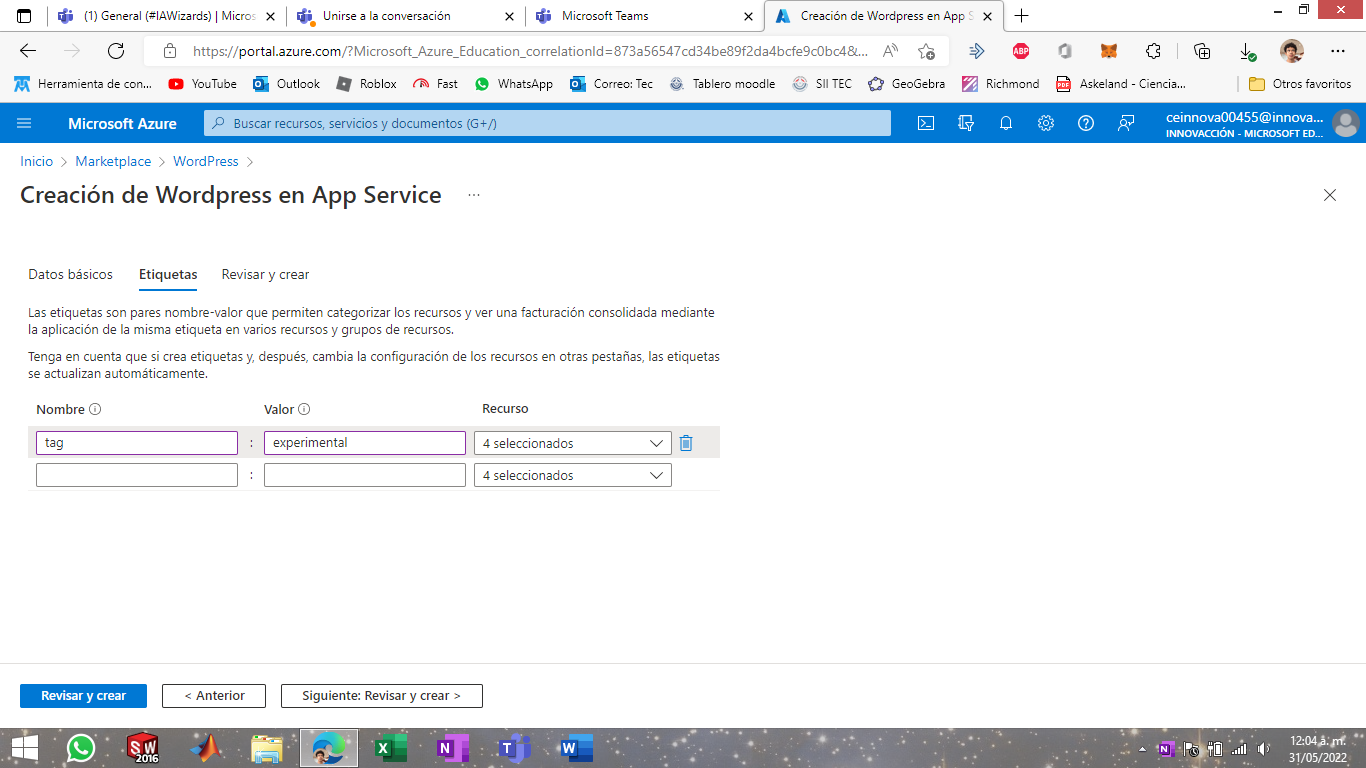 (1) General (#IAWizards) | Micros
Unirse a la conversación
Microsoft Teams
Creación de Wordpress en App S
https://portal.azure.com/?Microsoft_Azure_Education_correlationId=873a56547cd34be89f2da4bcfe9c0bc4&...
ABP
Herramienta de con...
YouTube
Outlook
Roblox
Fast
WhatsApp
Correo: Tec
Tablero moodle
SII TEC
GeoGebra
Richmond
PDF
Askeland - Ciencia...
Otros favoritos
Microsoft Azure
Buscar recursos, servicios y documentos (G+/)
ceinnova00455@innova...
INNOVACCIÓN - MICROSOFT ED...
Inicio > Marketplace > WordPress >
Creación de Wordpress en App Service ...
Datos básicos
Etiquetas
Revisar y crear
Las etiquetas son pares nombre-valor que permiten categorizar los recursos y ver una facturación consolidada mediante
la aplicación de la misma etiqueta en varios recursos y grupos de recursos.
Tenga en cuenta que si crea etiquetas y, después, cambia la configuración de los recursos en otras pestañas, las etiquetas
se actualizan automáticamente.
Nombre
Valor
Recurso
tag : experimental 4 seleccionados
: 4 seleccionados
Revisar y crear
< Anterior
Siguiente: Revisar y crear >
SW
2016
12:04 a. m.
31/05/2022